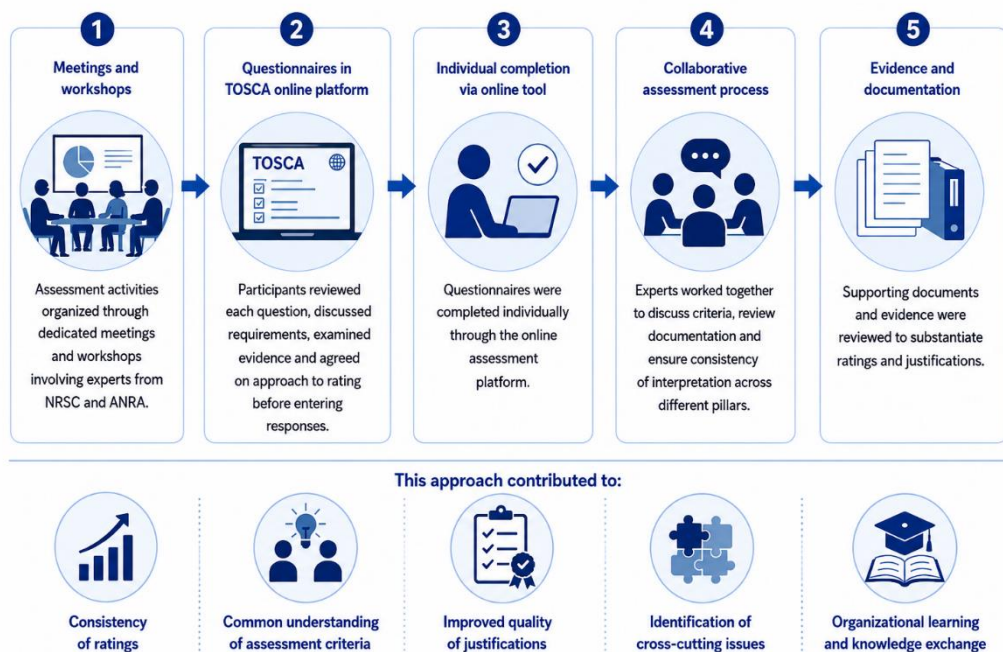 1
Meetings and
workshops
Assessment activities
organized through
dedicated meetings
and workshops
involving experts from
NRSC and ANRA.
2
Questionnaires in
TOSCA online platform
TOSCA
Participants reviewed
each question, discussed
requirements, examined
evidence and agreed
on approach to rating
before entering
responses.
3
Individual completion
via online tool
Questionnaires were
completed individually
through the online
assessment
platform.
4
Collaborative
assessment process
Experts worked together
to discuss criteria, review
documentation and
ensure consistency
of interpretation across
different pillars.
5
Evidence and
documentation
Supporting documents
and evidence were
reviewed to substantiate
ratings and justifications.
This approach contributed to:
Consistency
of ratings
Common understanding
of assessment criteria
Improved quality
of justifications
Identification of
cross-cutting issues
Organizational learning
and knowledge exchange